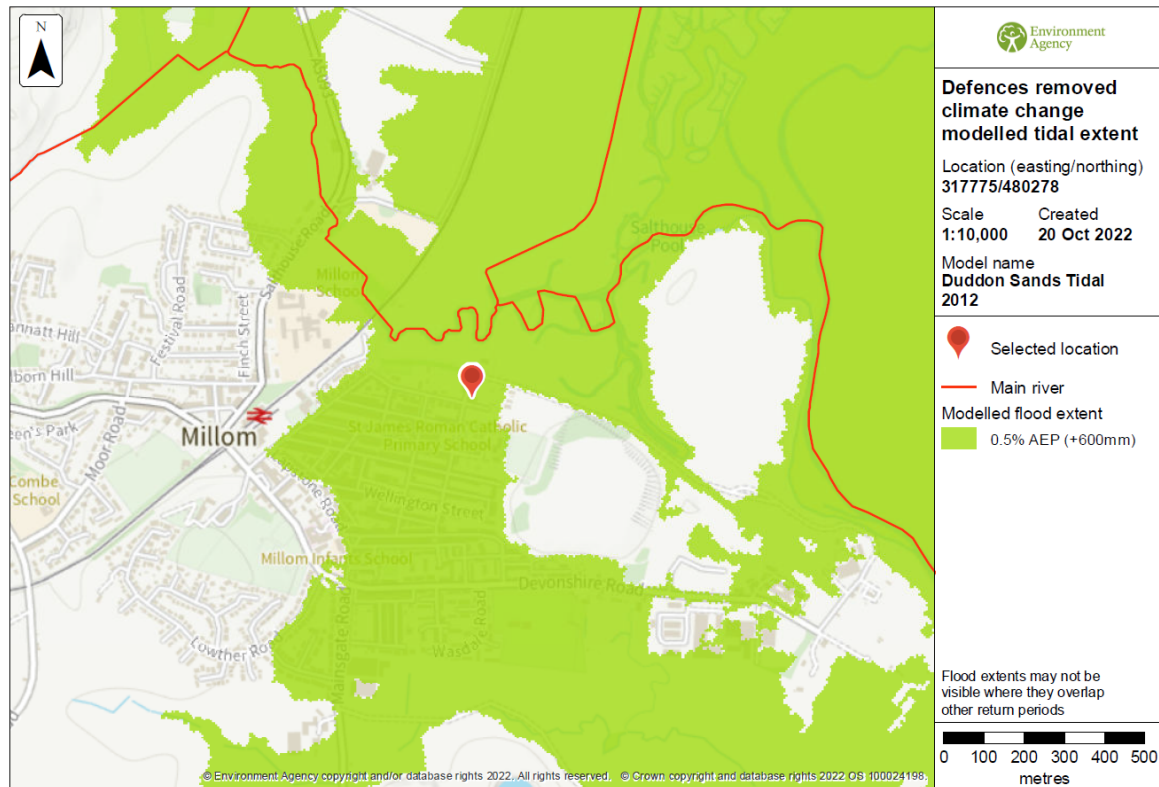 N
A5093
Salthouse Road
Millom
School
Salthouse
Pool
Festival Road
Finch Street
Millom
St James Roman Catholic
Primary School
Moor Road
Combe
School
Wellington Street
Millom Infants School
Devonshire Road
Lowther Road
Mainsgate Road
Wasdale Road
© Environment Agency copyright and/or database rights 2022. All rights reserved. © Crown copyright and database rights 2022 OS 100024198.
Environment
Agency
Defences removed
climate change
modelled tidal extent
Location (easting/northing)
317775/480278
Scale Created
1:10,000 20 Oct 2022
Model name
Duddon Sands Tidal
2012
Selected location
Main river
Modelled flood extent
0.5% AEP (+600mm)
Flood extents may not be
visible where they overlap
other return periods
0 100 200 300 400 500
metres